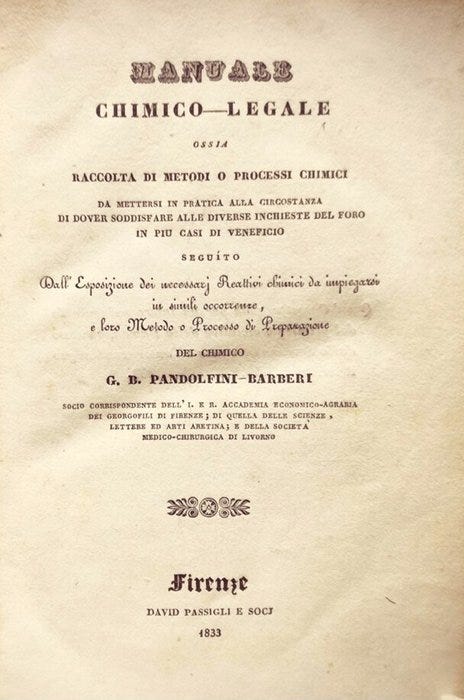 MANUALE
CHIMICO—LEGALE
OSSIA
RACCOLTA DI METODI O PROCESSI CHIMICI
DA METTERSI IN PRATICA ALLA CIRCOSTANZA
DI DOVER SODDISFARE ALLE DIVERSE INCHIESTE DEL FORO
IN PIU CASI DI VENEFICIO
SEGUÍTO
Dall' Esposizione dei necessarj Reattivi chimici da impiegarsi
in simili occorrenze,
e loro Metodo o Processo di Preparazione
DEL CHIMICO
G. B. PANDOLFINI-BARBERI
SOCIO CORRISPONDENTE DELL' I. E R. ACCADEMIA ECONOMICO-AGRARIA
DEI GEORGOFILI DI FIRENZE; DI QUELLA DELLE SCIENZE,
LETTERE ED ARTI ARETINA; E DELLA SOCIETÀ
MEDICO-CHIRURGICA DI LIVORNO
Firenze
DAVID PASSIGLI E SOCJ
1833